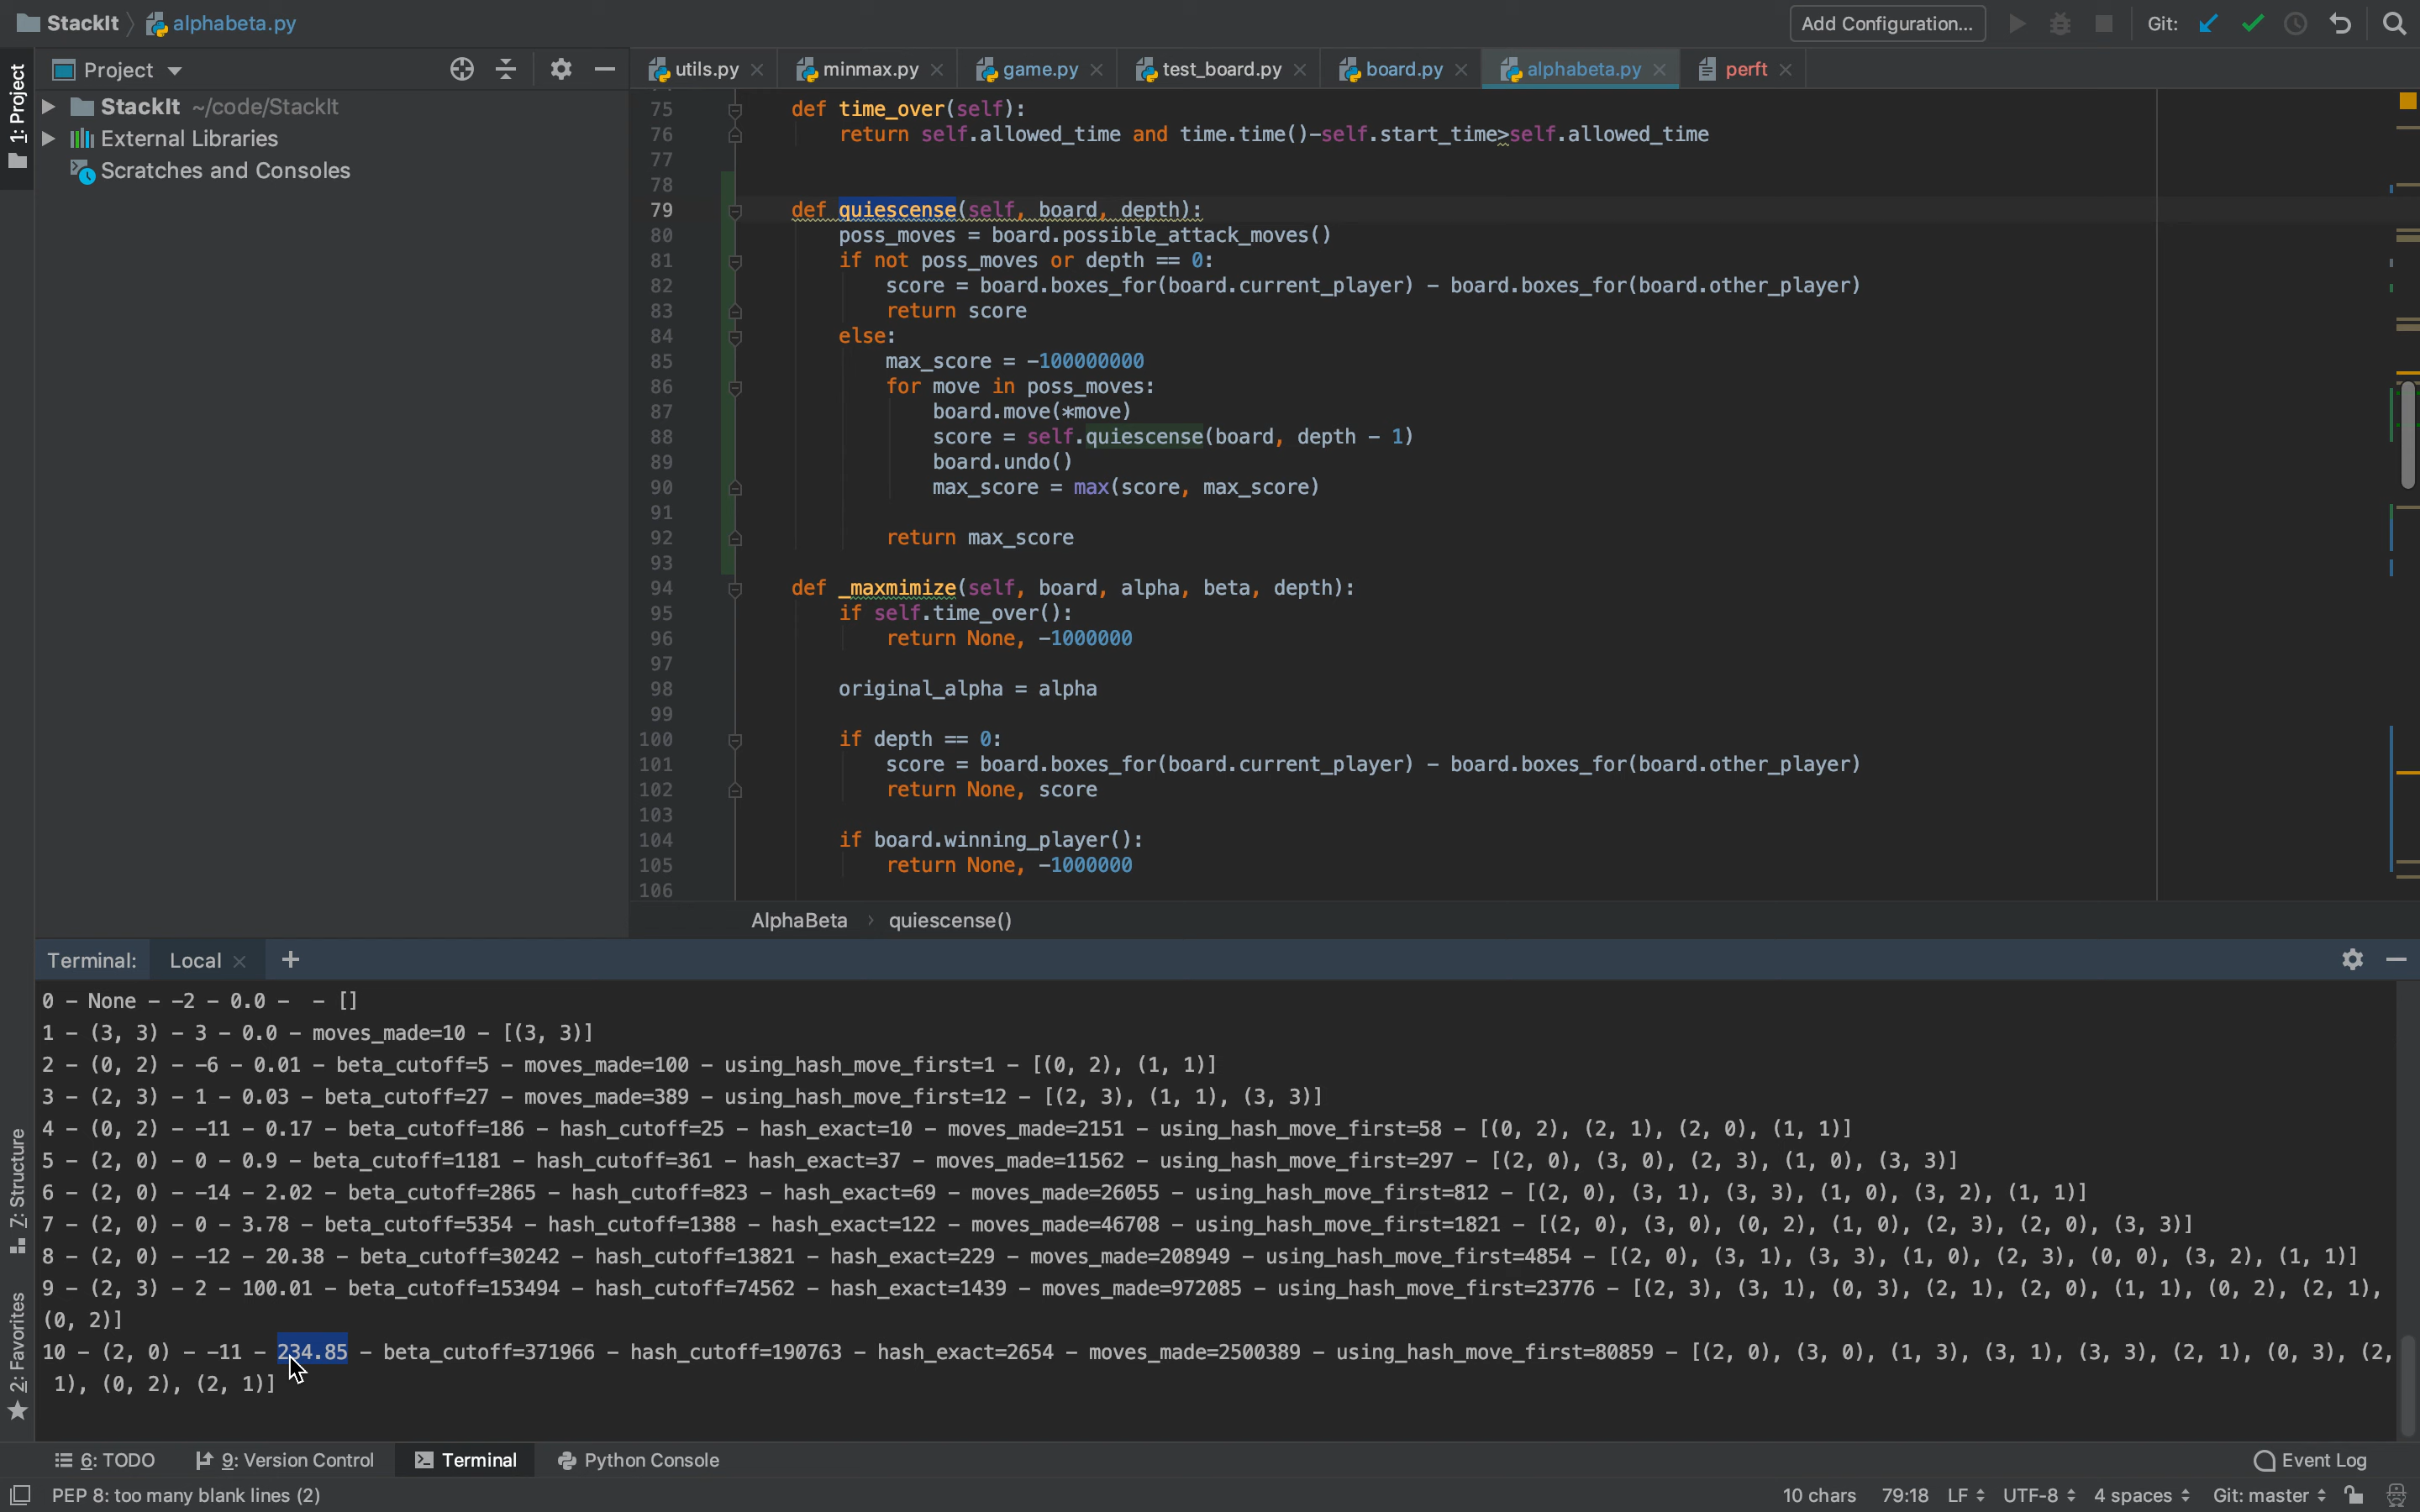 StackIt
alphabeta.py
Add Configuration...
Git:
1: Project
Project
utils.py
minmax.py
game.py
test_board.py
board.py
alphabeta.py
perft
StackIt ~/code/StackIt
External Libraries
Scratches and Consoles
75 def time_over(self):
76 return self.allowed_time and time.time()-self.start_time>self.allowed_time
77
78
79 def quiescense(self, board, depth):
80 poss_moves = board.possible_attack_moves()
81 if not poss_moves or depth == 0:
82 score = board.boxes_for(board.current_player) - board.boxes_for(board.other_player)
83 return score
84 else:
85 max_score = -100000000
86 for move in poss_moves:
87 board.move(*move)
88 score = self.quiescense(board, depth - 1)
89 board.undo()
90 max_score = max(score, max_score)
91
92 return max_score
93
94 def _maxmimize(self, board, alpha, beta, depth):
95 if self.time_over():
96 return None, -1000000
97
98 original_alpha = alpha
99
100 if depth == 0:
101 score = board.boxes_for(board.current_player) - board.boxes_for(board.other_player)
102 return None, score
103
104 if board.winning_player():
105 return None, -1000000
106
AlphaBeta › quiescense()
Terminal: Local +
0 - None - -2 - 0.0 -  - []
1 - (3, 3) - 3 - 0.0 - moves_made=10 - [(3, 3)]
2 - (0, 2) - -6 - 0.01 - beta_cutoff=5 - moves_made=100 - using_hash_move_first=1 - [(0, 2), (1, 1)]
3 - (2, 3) - 1 - 0.03 - beta_cutoff=27 - moves_made=389 - using_hash_move_first=12 - [(2, 3), (1, 1), (3, 3)]
4 - (0, 2) - -11 - 0.17 - beta_cutoff=186 - hash_cutoff=25 - hash_exact=10 - moves_made=2151 - using_hash_move_first=58 - [(0, 2), (2, 1), (2, 0), (1, 1)]
5 - (2, 0) - 0 - 0.9 - beta_cutoff=1181 - hash_cutoff=361 - hash_exact=37 - moves_made=11562 - using_hash_move_first=297 - [(2, 0), (3, 0), (2, 3), (1, 0), (3, 3)]
6 - (2, 0) - -14 - 2.02 - beta_cutoff=2865 - hash_cutoff=823 - hash_exact=69 - moves_made=26055 - using_hash_move_first=812 - [(2, 0), (3, 1), (3, 3), (1, 0), (3, 2), (1, 1)]
7 - (2, 0) - 0 - 3.78 - beta_cutoff=5354 - hash_cutoff=1388 - hash_exact=122 - moves_made=46708 - using_hash_move_first=1821 - [(2, 0), (3, 0), (0, 2), (1, 0), (2, 3), (2, 0), (3, 3)]
8 - (2, 0) - -12 - 20.38 - beta_cutoff=30242 - hash_cutoff=13821 - hash_exact=229 - moves_made=208949 - using_hash_move_first=4854 - [(2, 0), (3, 1), (3, 3), (1, 0), (2, 3), (0, 0), (3, 2), (1, 1)]
9 - (2, 3) - 2 - 100.01 - beta_cutoff=153494 - hash_cutoff=74562 - hash_exact=1439 - moves_made=972085 - using_hash_move_first=23776 - [(2, 3), (3, 1), (0, 3), (2, 1), (2, 0), (1, 1), (0, 2), (2, 1),
(0, 2)]
10 - (2, 0) - -11 - 234.85 - beta_cutoff=371966 - hash_cutoff=190763 - hash_exact=2654 - moves_made=2500389 - using_hash_move_first=80859 - [(2, 0), (3, 0), (1, 3), (3, 1), (3, 3), (2, 1), (0, 3), (2,
1), (0, 2), (2, 1)]
Z: Structure
2: Favorites
6: TODO
9: Version Control
Terminal
Python Console
Event Log
PEP 8: too many blank lines (2)
10 chars
79:18
LF
UTF-8
4 spaces
Git: master